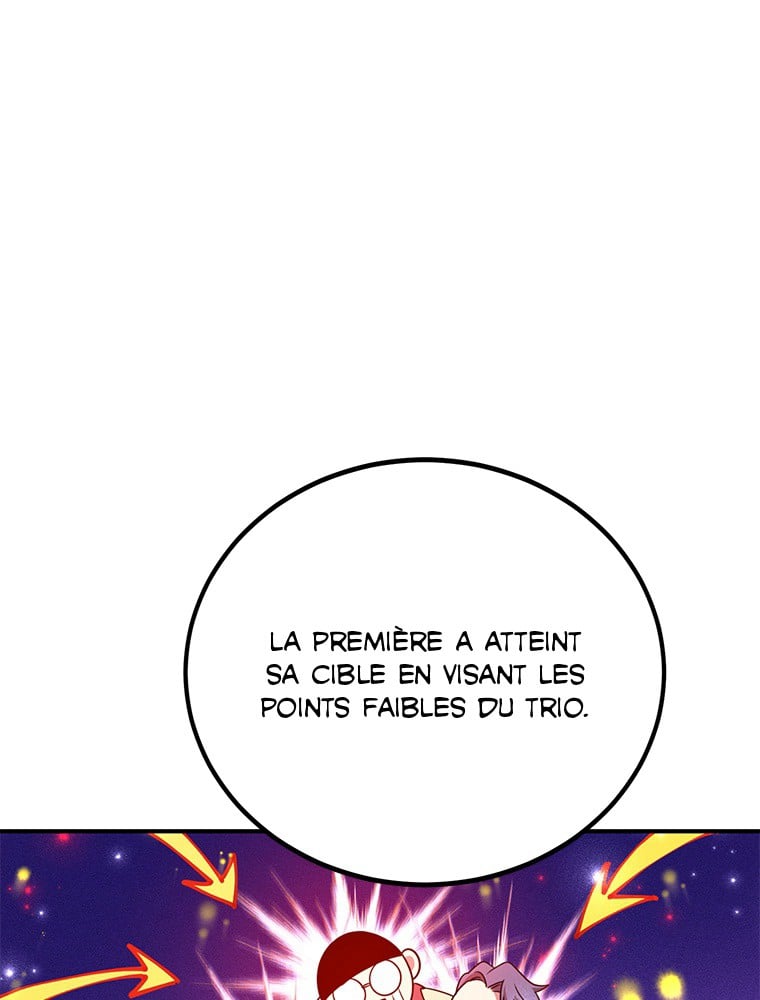 LA PREMIÈRE A ATTEINT
SA CIBLE EN VISANT LES
POINTS FAIBLES DU TRIO.